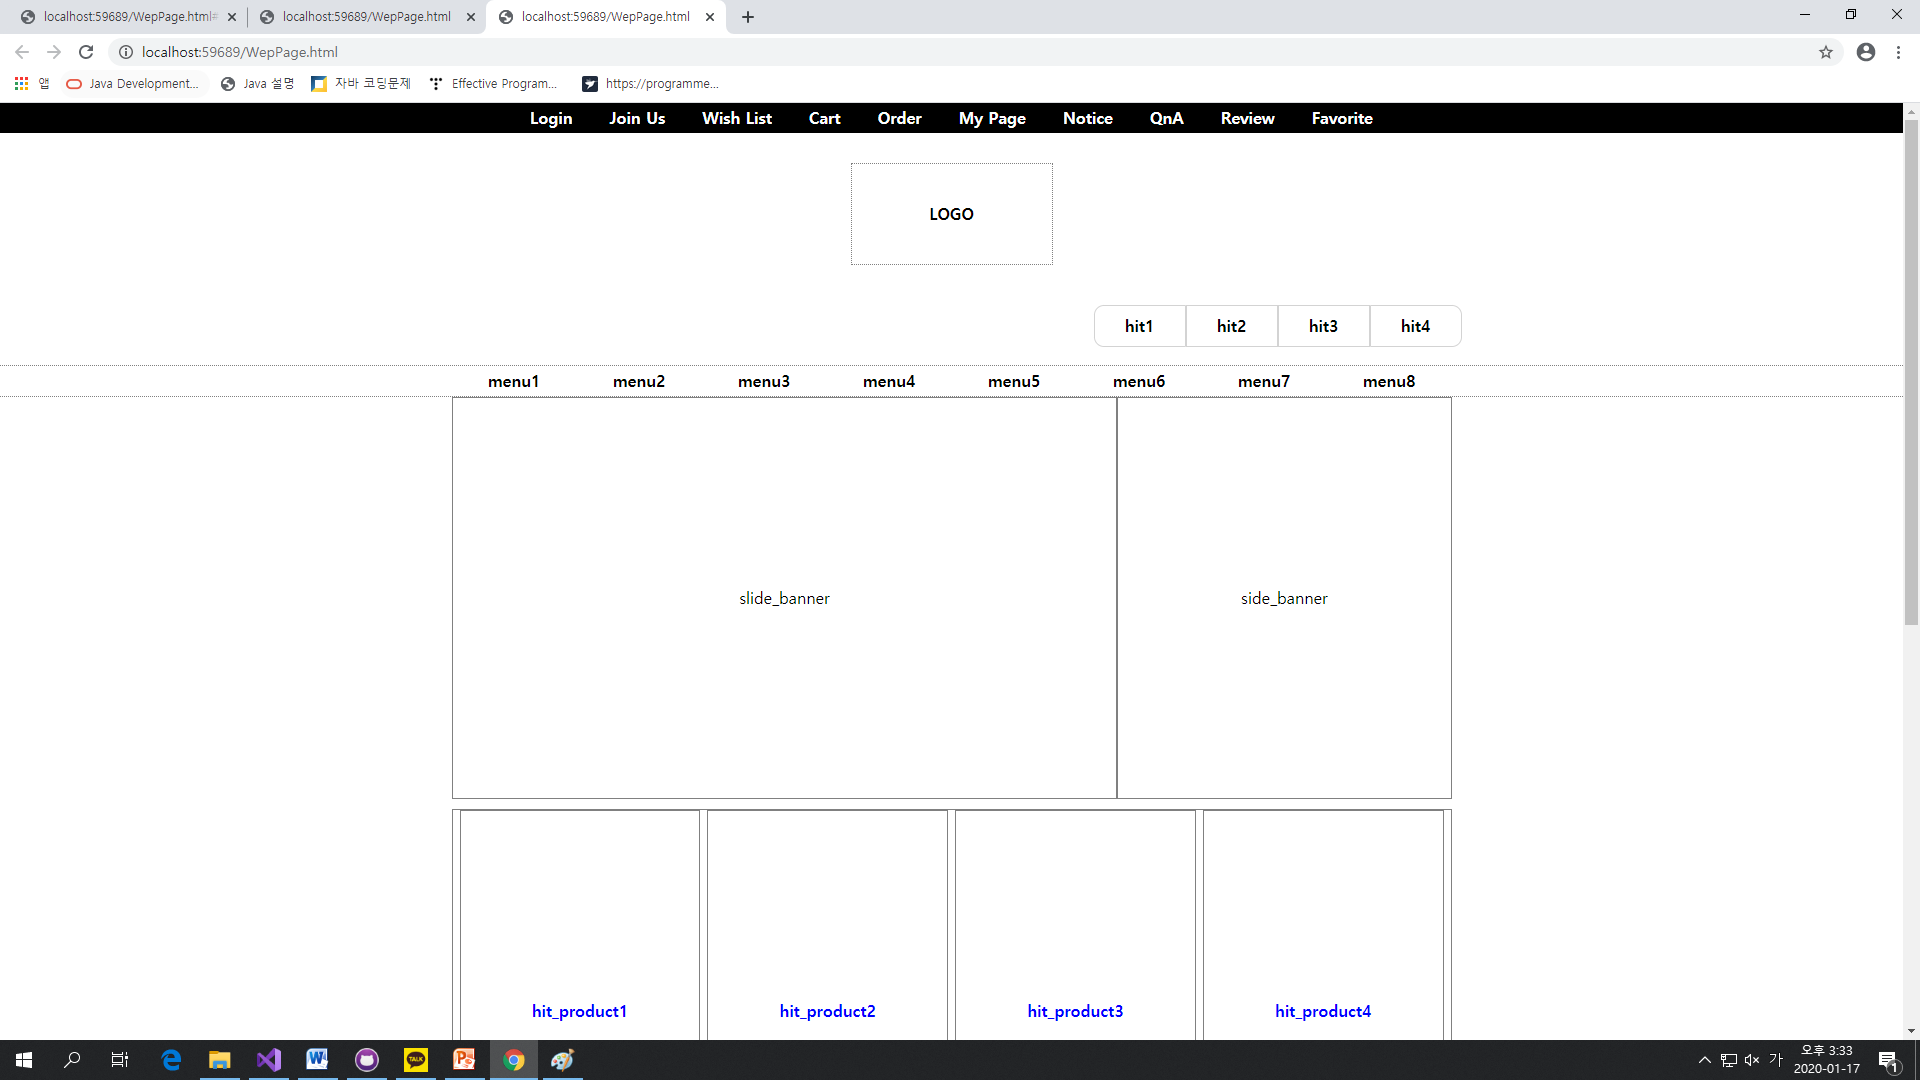 localhost:59689/WepPage.html# localhost:59689/WepPage.html localhost:59689/WepPage.html
localhost:59689/WepPage.html
앱 Java Development... Java 설명 자바 코딩문제 Effective Program... https://programme...
Login Join Us Wish List Cart Order My Page Notice QnA Review Favorite
LOGO
hit1 hit2 hit3 hit4
menu1 menu2 menu3 menu4 menu5 menu6 menu7 menu8
slide_banner side_banner
hit_product1 hit_product2 hit_product3 hit_product4
TALK 가 오후 3:33
2020-01-17 1